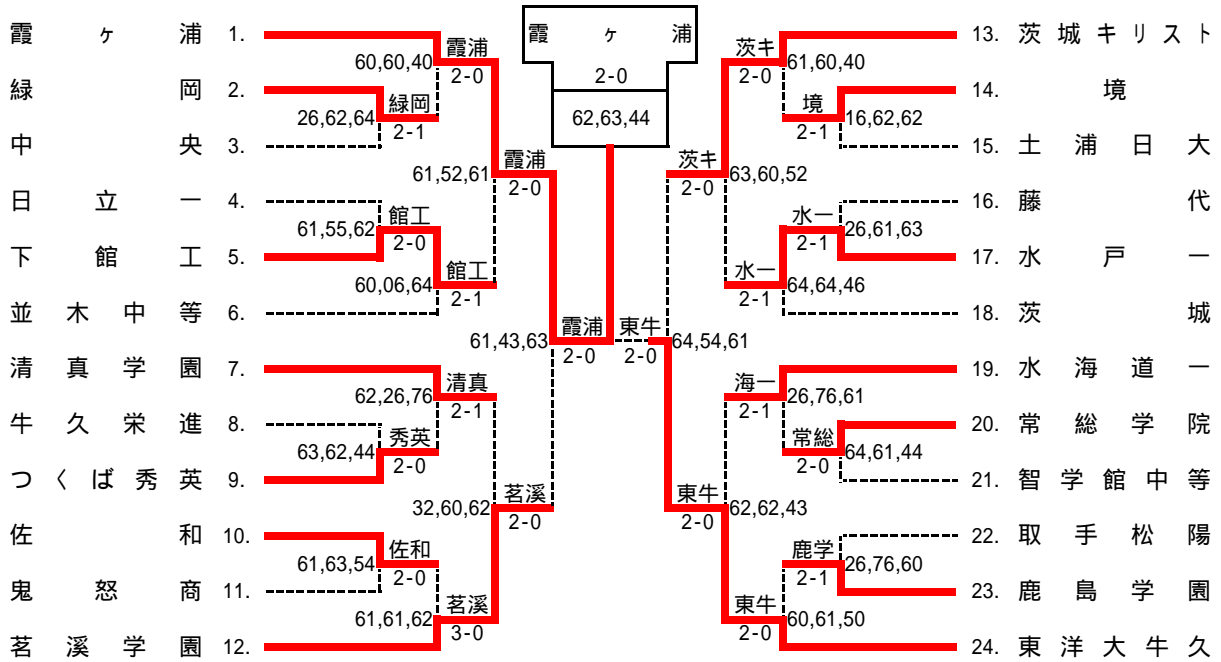 霞ヶ浦 1. 霞浦 霞ヶ浦 茨キ 13. 茨城キリスト
60,60,40 2-0 2-0 2-0 61,60,40
緑岡 2. 緑岡 62,63,44 境 14. 境
26,62,64 2-1 2-1 16,62,62
中央 3. 霞浦 茨キ 15. 土浦日大
61,52,61 2-0 2-0 63,60,52
日立一 4. 館工 水一 16. 藤代
61,55,62 2-0 2-1 26,61,63
下館工 5. 館工 水一 17. 水戸一
60,06,64 2-1 2-1 64,64,46
並木中等 6. 霞浦 東牛 18. 茨城
61,43,63 2-0 2-0 64,54,61
清真学園 7. 清真 海一 19. 水海道一
62,26,76 2-1 2-1 26,76,61
牛久栄進 8. 秀英 常総 20. 常総学院
63,62,44 2-0 2-0 64,61,44
つくば秀英 9. 茗溪 東牛 21. 智学館中等
32,60,62 2-0 2-0 62,62,43
佐和 10. 佐和 鹿学 22. 取手松陽
61,63,54 2-0 2-1 26,76,60
鬼怒商 11. 茗溪 東牛 23. 鹿島学園
61,61,62 3-0 2-0 60,61,50
茗溪学園 12. 24. 東洋大牛久